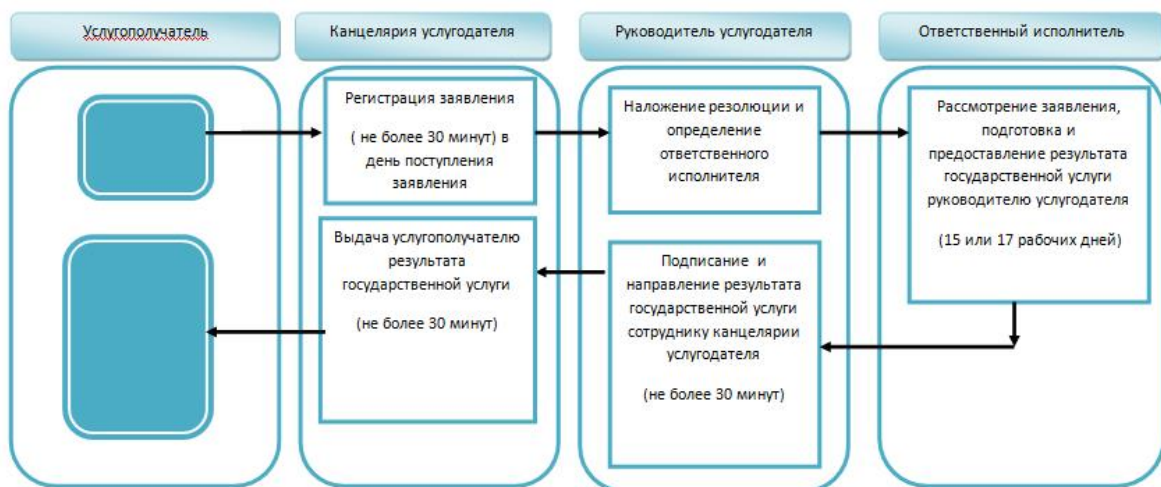 Услугополучатель
Канцелярия услугодателя
Руководитель услугодателя
Ответственный исполнитель
Регистрация заявления
( не более 30 минут) в
день поступления
заявления
Наложение резолюции и
определение
ответственного
исполнителя
Рассмотрение заявления,
подготовка и
предоставление результата
государственной услуги
руководителю услугодателя
(15 или 17 рабочих дней)
Выдача услугополучателю
результата
государственной услуги
(не более 30 минут)
Подписание и
направление результата
государственной услуги
сотруднику канцелярии
услугодателя
(не более 30 минут)